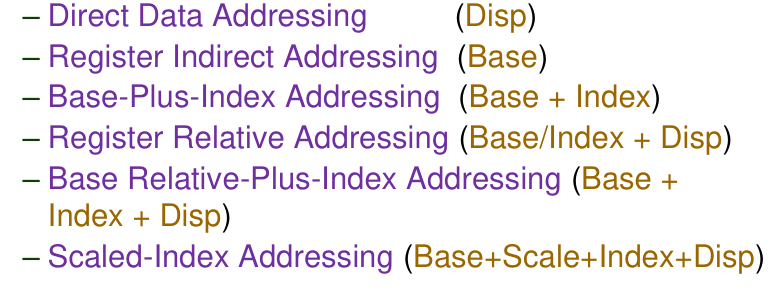 – Direct Data Addressing (Disp)
– Register Indirect Addressing (Base)
– Base-Plus-Index Addressing (Base + Index)
– Register Relative Addressing (Base/Index + Disp)
– Base Relative-Plus-Index Addressing (Base +
Index + Disp)
– Scaled-Index Addressing (Base+Scale+Index+Disp)